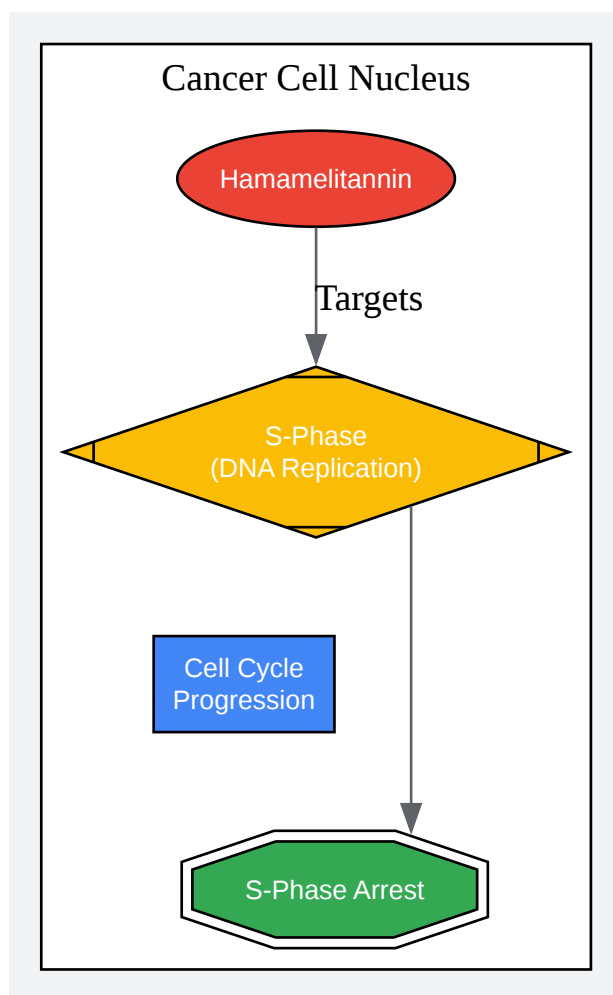 Cancer Cell Nucleus
Hamamelitannin
Targets
S-Phase
(DNA Replication)
Cell Cycle
Progression
S-Phase Arrest